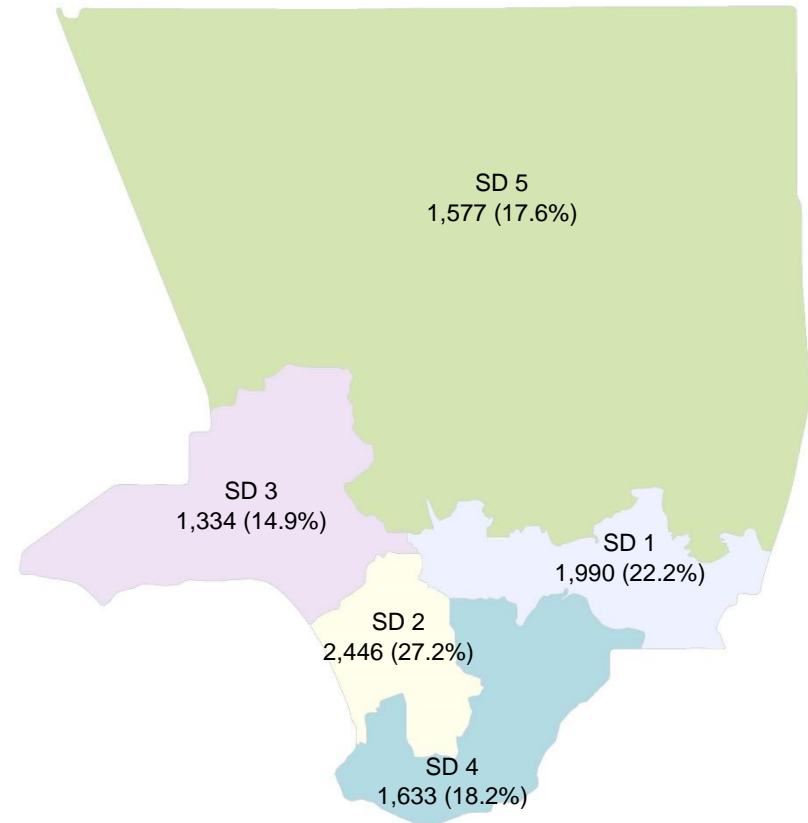 SD 5
1,577 (17.6%)
SD 3
1,334 (14.9%)
SD 1
1,990 (22.2%)
SD 2
2,446 (27.2%)
SD 4
1,633 (18.2%)